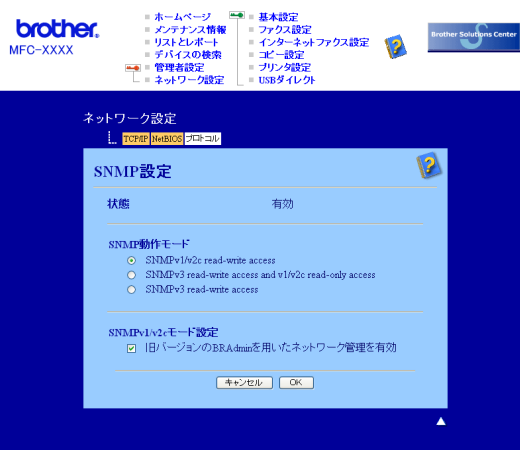 brother
MFC-XXXX
ホームページ
メンテナンス情報
リストとレポート
デバイスの検索
管理者設定
ネットワーク設定
基本設定
ファクス設定
インターネットファクス設定
コピー設定
プリンタ設定
USBダイレクト
Brother Solutions Center
ネットワーク設定
TCP/IP NetBIOS プロトコル
SNMP設定
状態 有効
SNMP動作モード
SNMPv1/v2c read-write access
SNMPv3 read-write access and v1/v2c read-only access
SNMPv3 read-write access
SNMPv1/v2cモード設定
旧バージョンのBRAdminを用いたネットワーク管理を有効
キャンセル OK